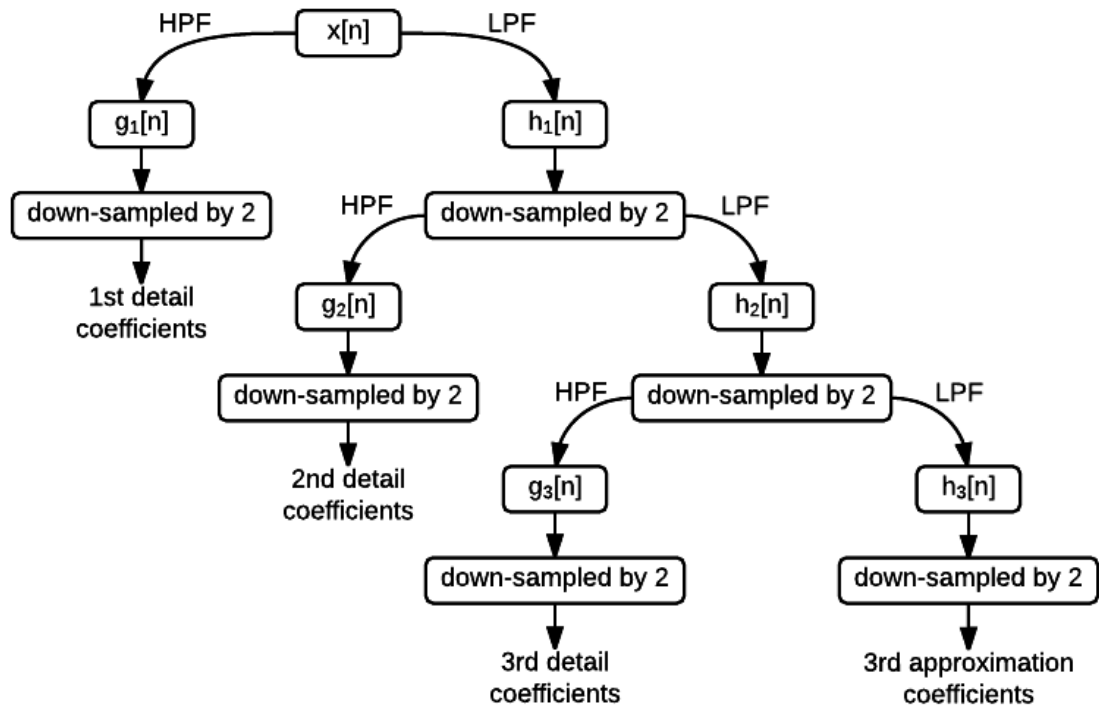 HPF
x[n]
LPF
g₁[n]
h₁[n]
down-sampled by 2
HPF
down-sampled by 2
LPF
1st detail
coefficients
g₂[n]
h₂[n]
down-sampled by 2
HPF
down-sampled by 2
LPF
2nd detail
coefficients
g₃[n]
h₃[n]
down-sampled by 2
down-sampled by 2
3rd detail
coefficients
3rd approximation
coefficients